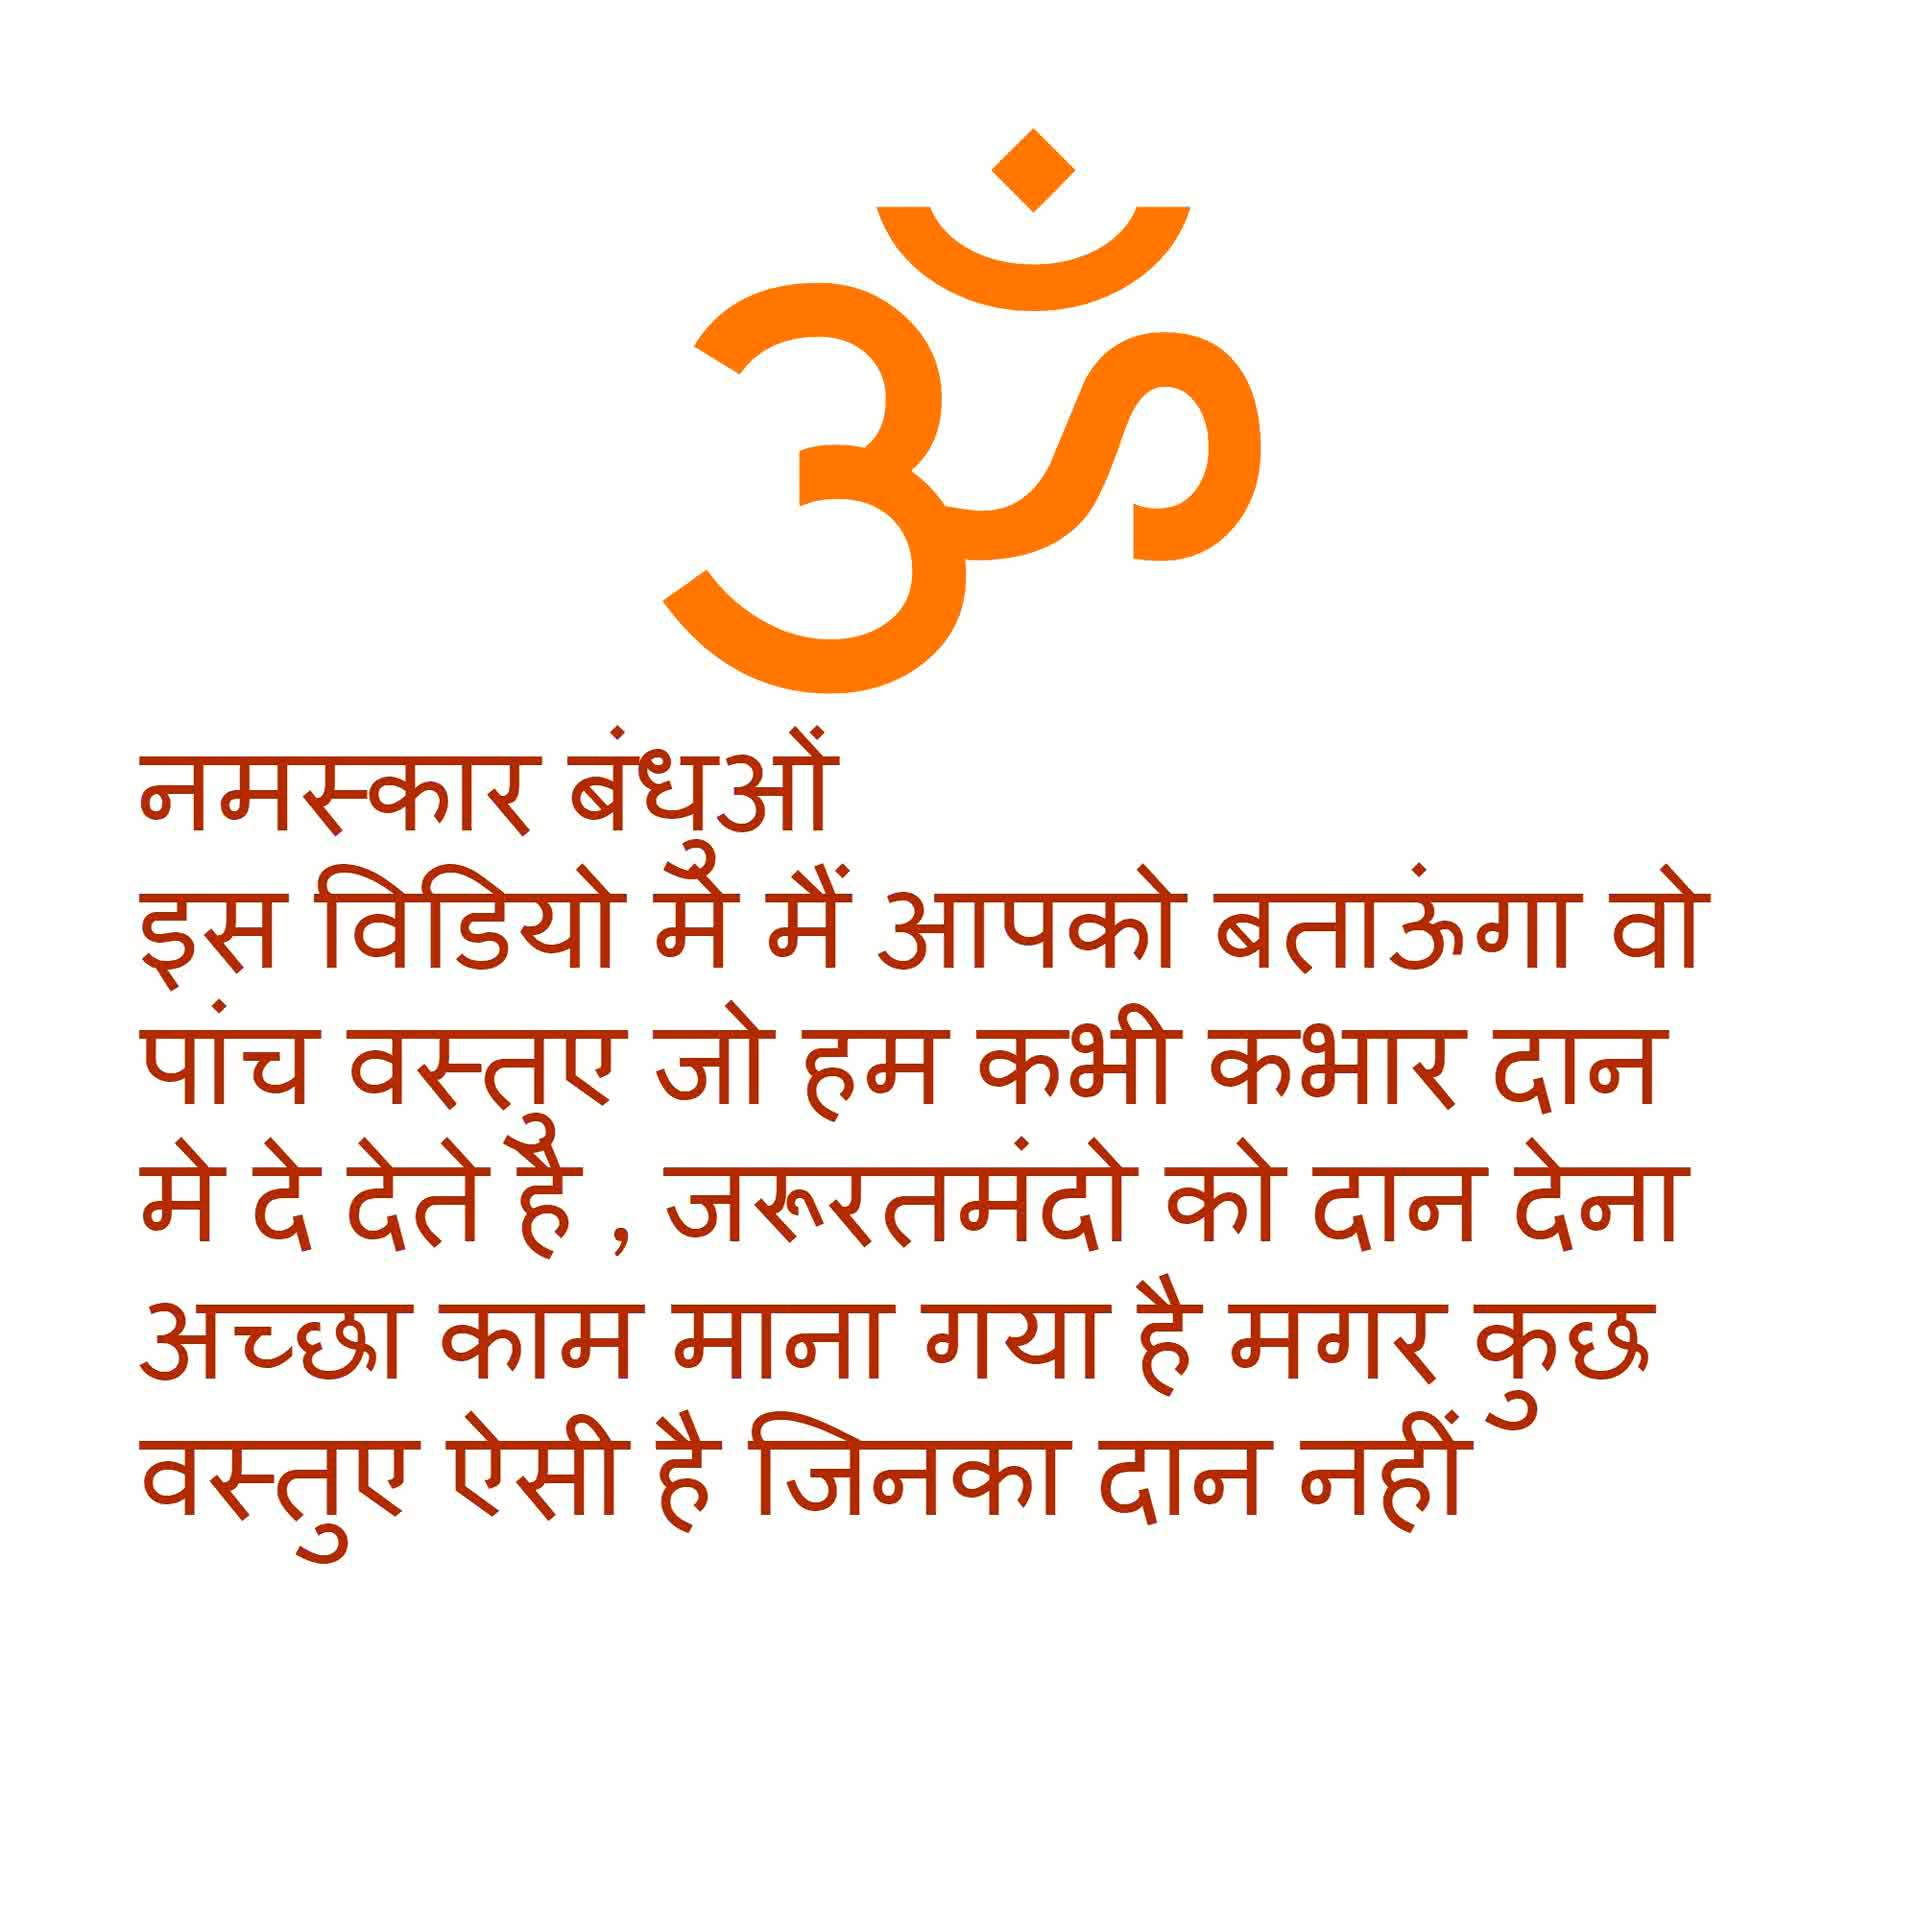 ॐ
नमस्कार बंधुओं
इस विडियो मै मैं आपको बताऊंगा वो
पांच वस्तुए जो हम कभी कभार दान
मे दे देते है , जरूरतमंदो को दान देना
अच्छा काम माना गया है मगर कुछ
वस्तुए ऐसी है जिनका दान नहीं